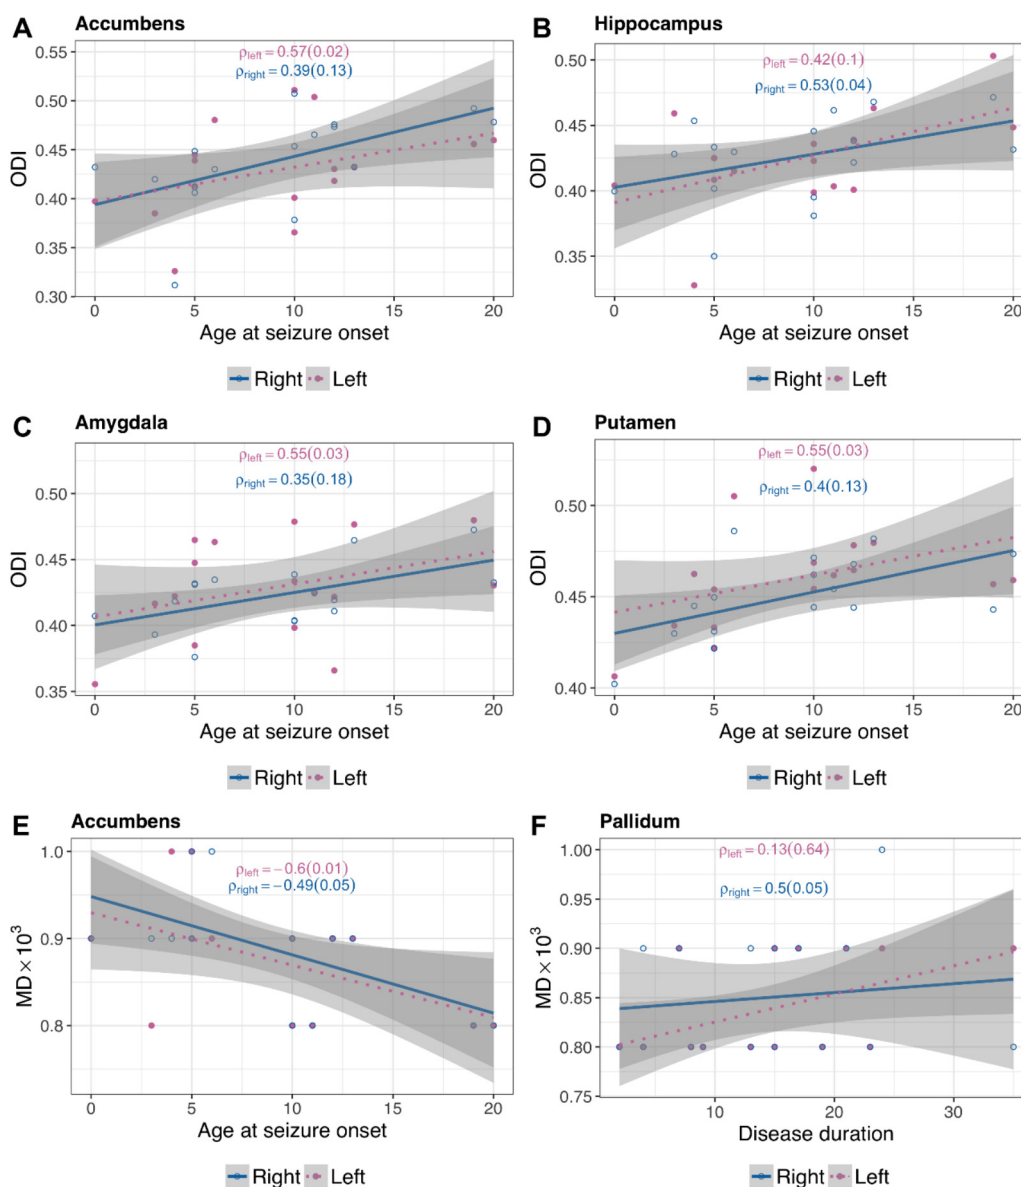 A Accumbens
ρleft = 0.57(0.02)
ρright = 0.39(0.13)
0.55
0.50
0.45
0.40
0.35
0.30
ODI
0 5 10 15 20
Age at seizure onset
Right Left
B Hippocampus
ρleft = 0.42(0.1)
ρright = 0.53(0.04)
0.50
0.45
0.40
0.35
ODI
0 5 10 15 20
Age at seizure onset
Right Left
C Amygdala
ρleft = 0.55(0.03)
ρright = 0.35(0.18)
0.50
0.45
0.40
0.35
ODI
0 5 10 15 20
Age at seizure onset
Right Left
D Putamen
ρleft = 0.55(0.03)
ρright = 0.4(0.13)
0.50
0.45
0.40
ODI
0 5 10 15 20
Age at seizure onset
Right Left
E Accumbens
ρleft = −0.6(0.01)
ρright = −0.49(0.05)
1.0
0.9
0.8
MD × 10³
0 5 10 15 20
Age at seizure onset
Right Left
F Pallidum
ρleft = 0.13(0.64)
ρright = 0.5(0.05)
1.00
0.95
0.90
0.85
0.80
0.75
MD × 10³
10 20 30
Disease duration
Right Left